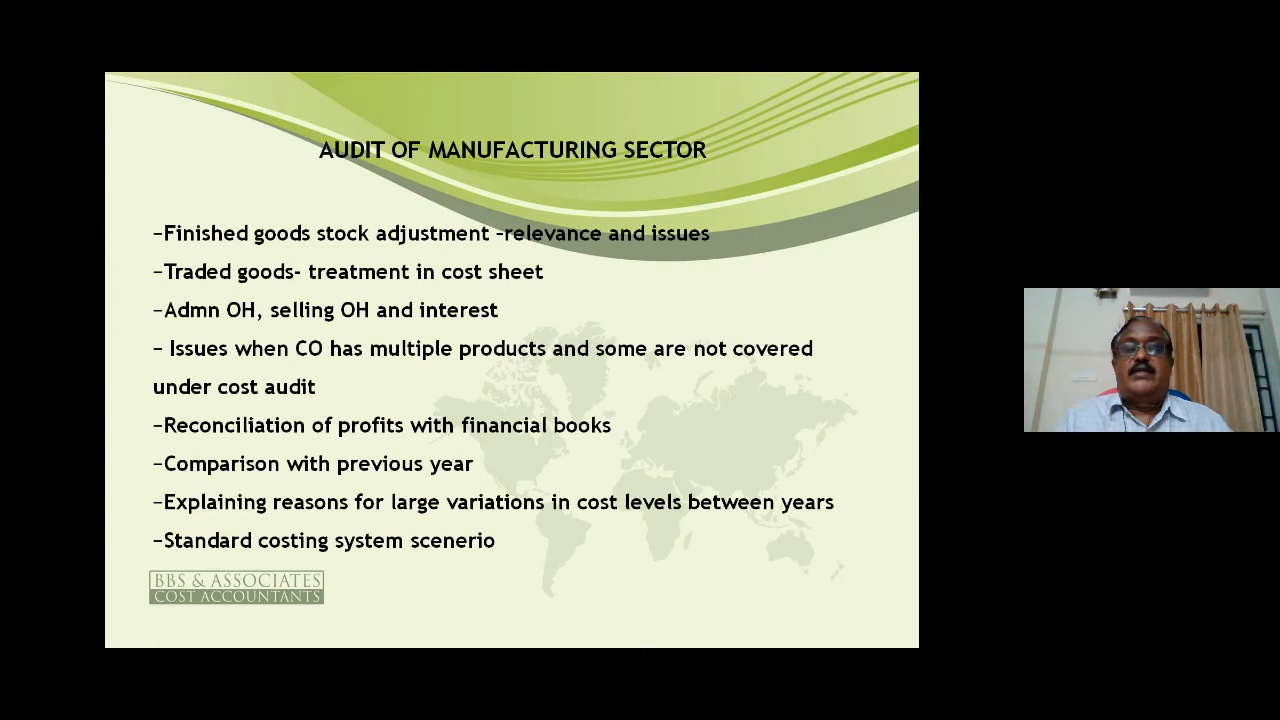 AUDIT OF MANUFACTURING SECTOR
–Finished goods stock adjustment –relevance and issues
–Traded goods- treatment in cost sheet
–Admn OH, selling OH and interest
– Issues when CO has multiple products and some are not covered
under cost audit
–Reconciliation of profits with financial books
–Comparison with previous year
–Explaining reasons for large variations in cost levels between years
–Standard costing system scenerio
BBS & ASSOCIATES
COST ACCOUNTANTS